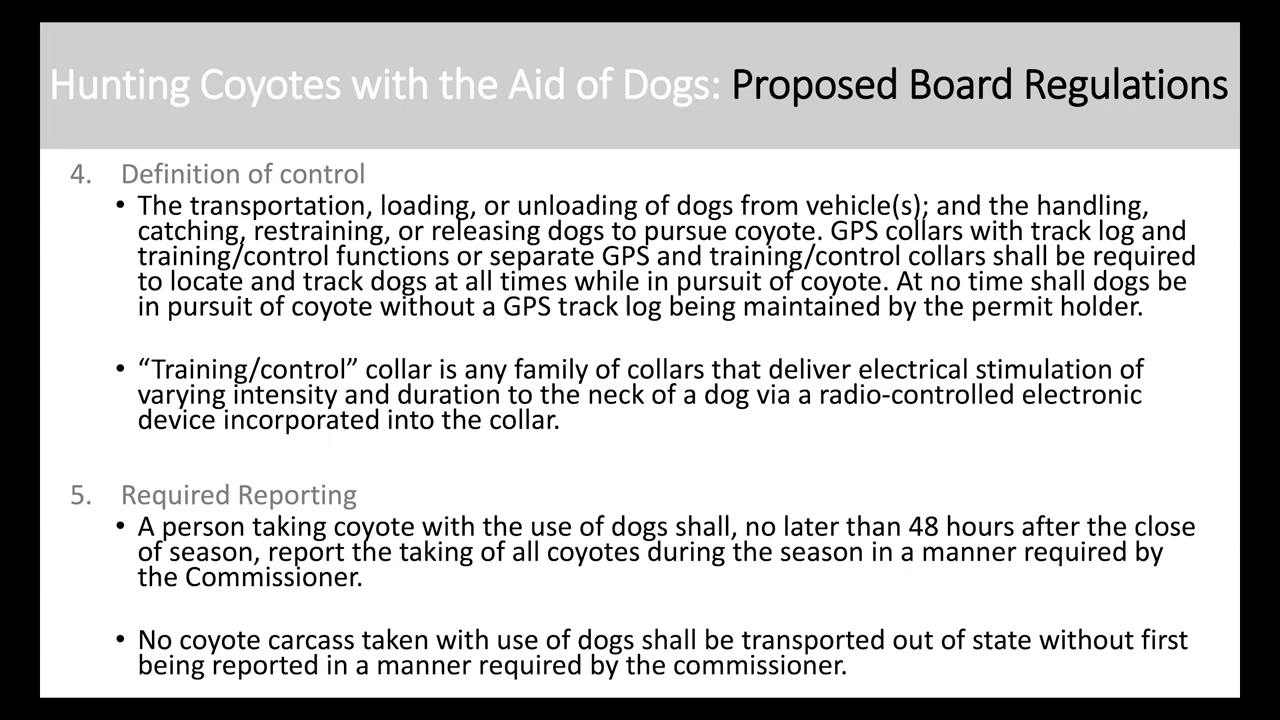 Hunting Coyotes with the Aid of Dogs: Proposed Board Regulations
4. Definition of control
• The transportation, loading, or unloading of dogs from vehicle(s); and the handling,
catching, restraining, or releasing dogs to pursue coyote. GPS collars with track log and
training/control functions or separate GPS and training/control collars shall be required
to locate and track dogs at all times while in pursuit of coyote. At no time shall dogs be
in pursuit of coyote without a GPS track log being maintained by the permit holder.
• “Training/control” collar is any family of collars that deliver electrical stimulation of
varying intensity and duration to the neck of a dog via a radio-controlled electronic
device incorporated into the collar.
5. Required Reporting
• A person taking coyote with the use of dogs shall, no later than 48 hours after the close
of season, report the taking of all coyotes during the season in a manner required by
the Commissioner.
• No coyote carcass taken with use of dogs shall be transported out of state without first
being reported in a manner required by the commissioner.